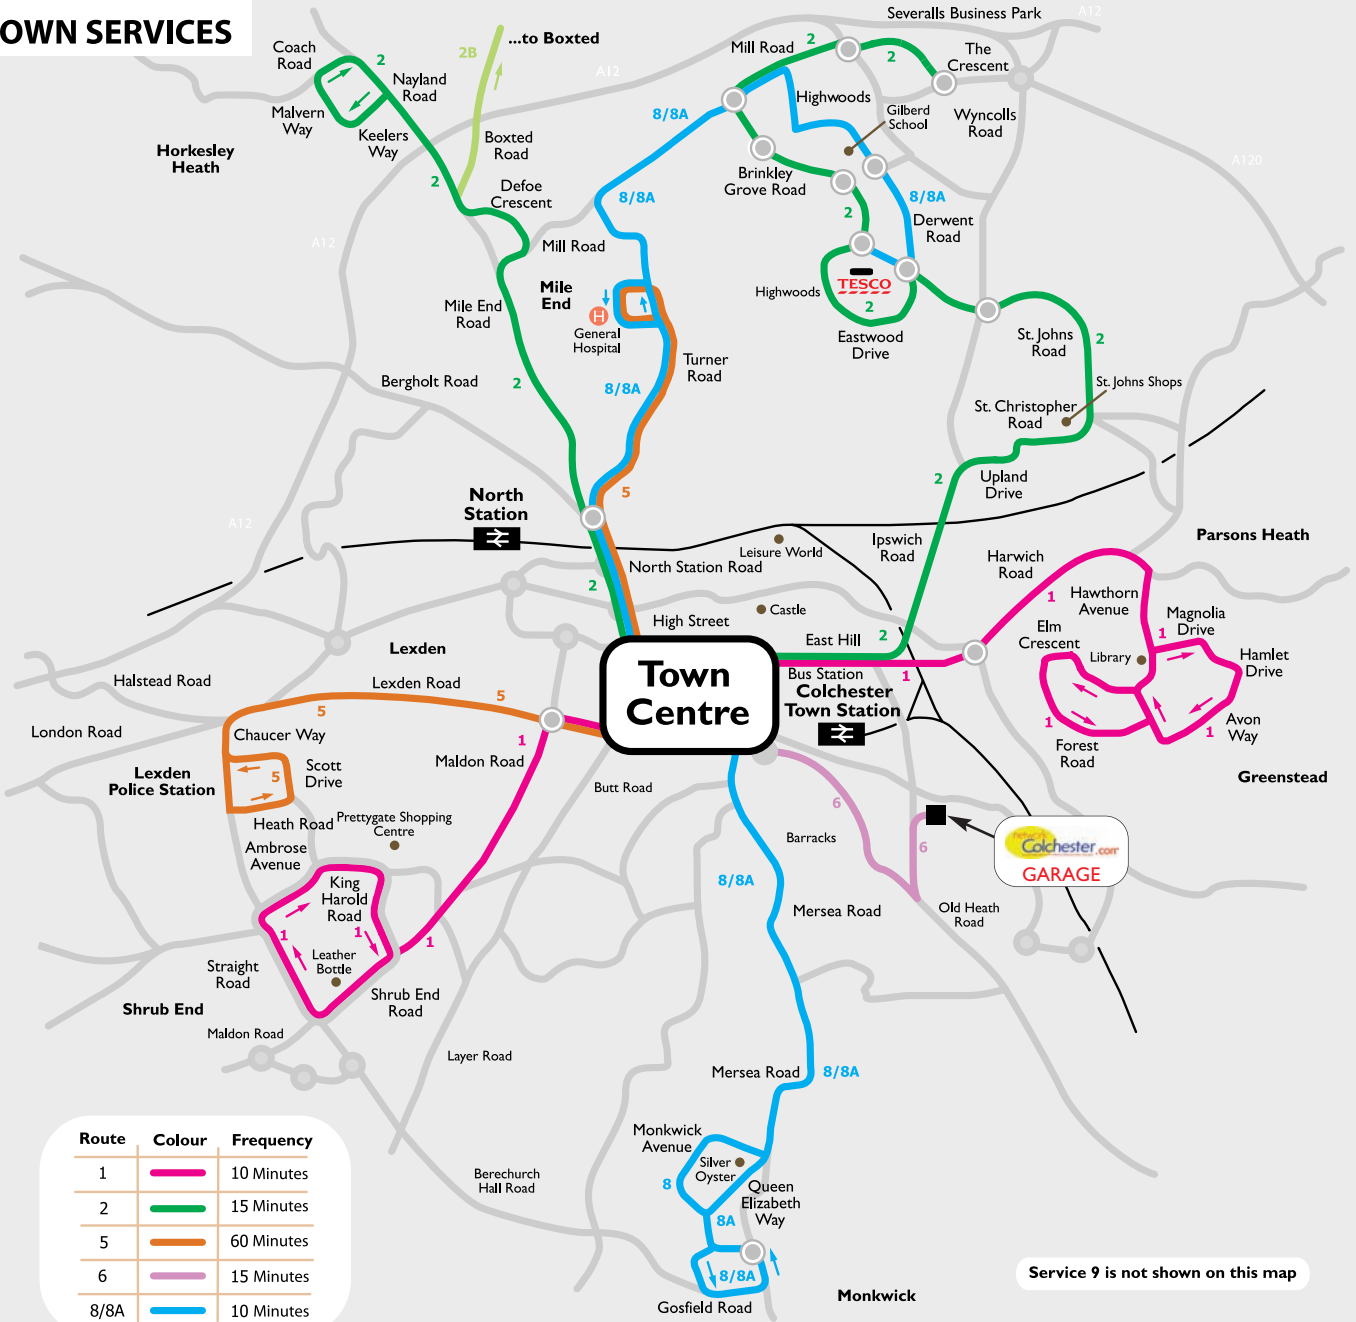 OWN SERVICES
Severalls Business Park
A12
...to Boxted
2B
Coach
Road
2
Nayland
Road
Malvern
Way
Keelers
Way
Horkesley
Heath
Boxted
Road
A12
Mill Road
2
2
The
Crescent
Highwoods
Gilberd
School
Wyncolls
Road
8/8A
A120
2
Defoe
Crescent
8/8A
Brinkley
Grove Road
8/8A
2
Derwent
Road
A12
Mill Road
Mile
End
Mile End
Road
H
General
Hospital
Highwoods
TESCO
2
Eastwood
Drive
St. Johns
Road
2
Turner
Road
Bergholt Road
2
8/8A
St. Johns Shops
St. Christopher
Road
2
Upland
Drive
5
North
Station
A12
Leisure World
Ipswich
Road
Parsons Heath
North Station Road
2
Harwich
Road
1
Hawthorn
Avenue
Magnolia
Drive
Elm
Crescent
1
Library
Hamlet
Drive
1
1
Avon
Way
Forest
Road
Greenstead
High Street
Castle
East Hill
2
Bus Station
1
Colchester
Town Station
Town
Centre
Lexden
Lexden Road
5
5
Halstead Road
London Road
Chaucer Way
1
Maldon Road
Lexden
Police Station
5
Scott
Drive
Butt Road
Heath Road
Prettygate Shopping
Centre
Ambrose
Avenue
6
Barracks
6
network
Colchester.com
GARAGE
King
Harold
Road
1
1
1
Leather
Bottle
8/8A
Mersea Road
Old Heath
Road
Straight
Road
Shrub End
Road
Shrub End
Maldon Road
Layer Road
Mersea Road
8/8A
Monkwick
Avenue
Silver
Oyster
8
Queen
Elizabeth
Way
8A
Berechurch
Hall Road
8/8A
Gosfield Road
Monkwick
Service 9 is not shown on this map
Route Colour Frequency
1 10 Minutes
2 15 Minutes
5 60 Minutes
6 15 Minutes
8/8A 10 Minutes